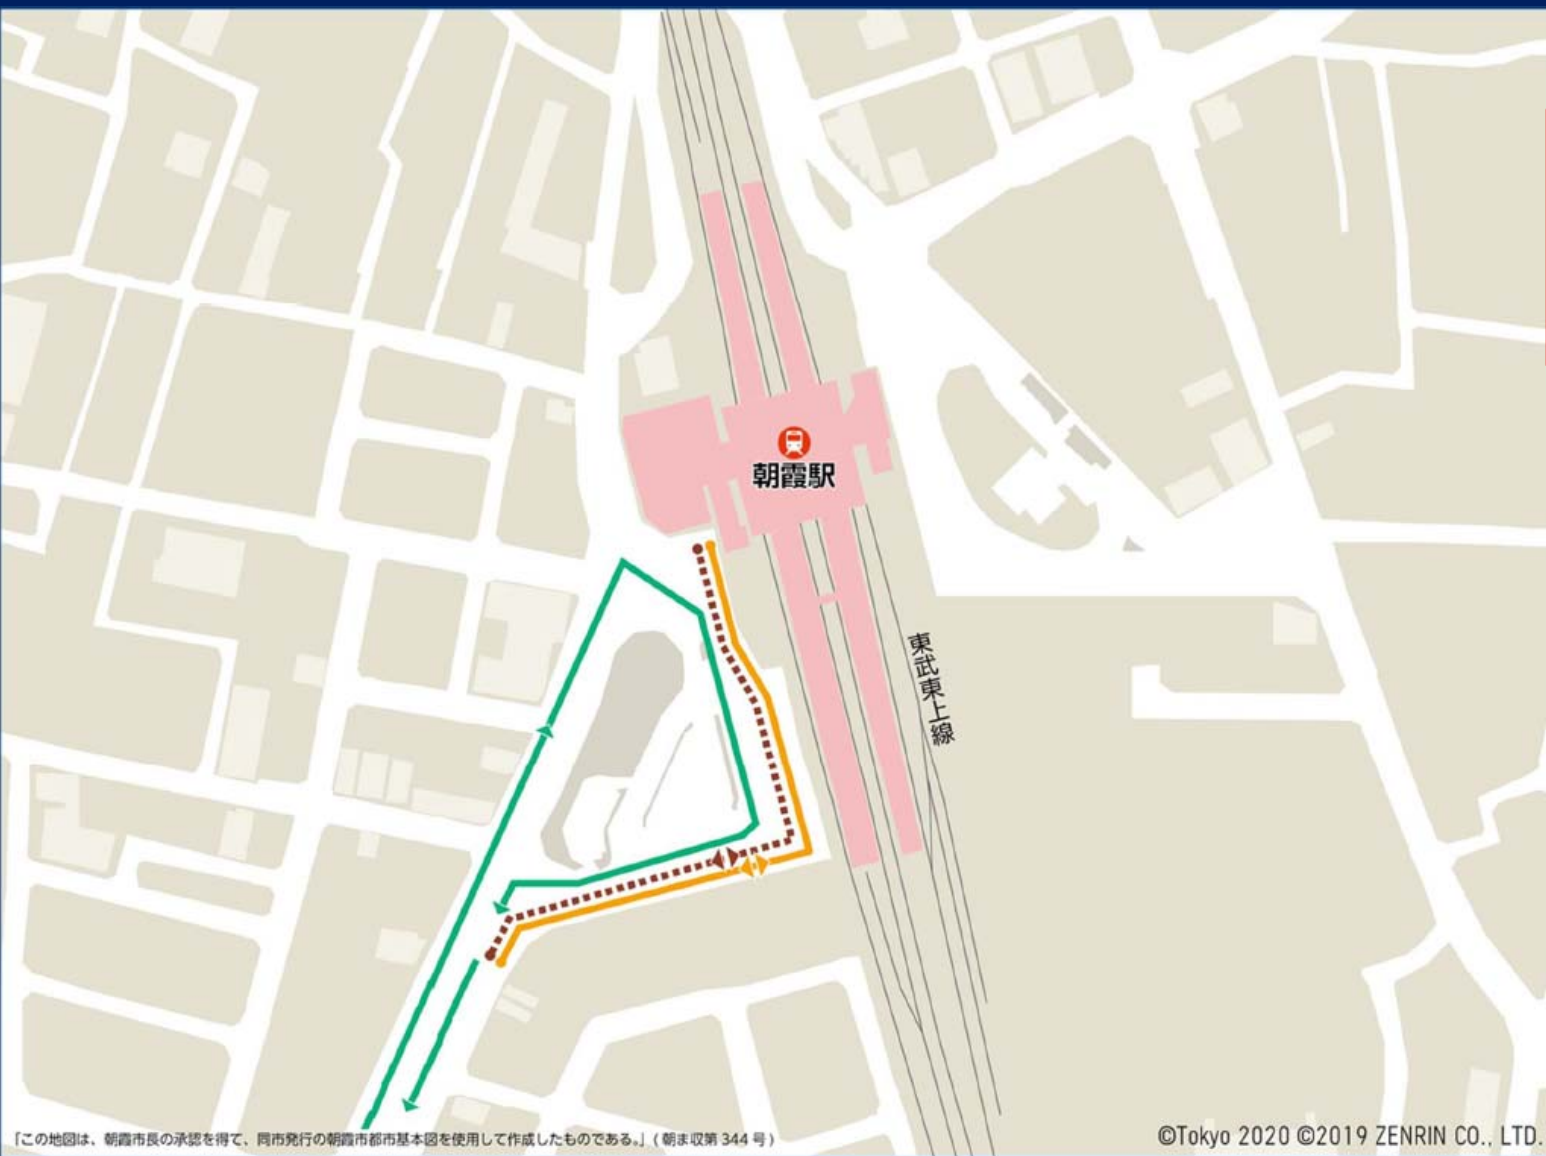 朝霞駅
東武東上線
「この地図は、朝霞市長の承認を得て、同市発行の朝霞市都市基本図を使用して作成したものである。」( 朝ま収第 344 号 )
©Tokyo 2020 ©2019 ZENRIN CO., LTD.